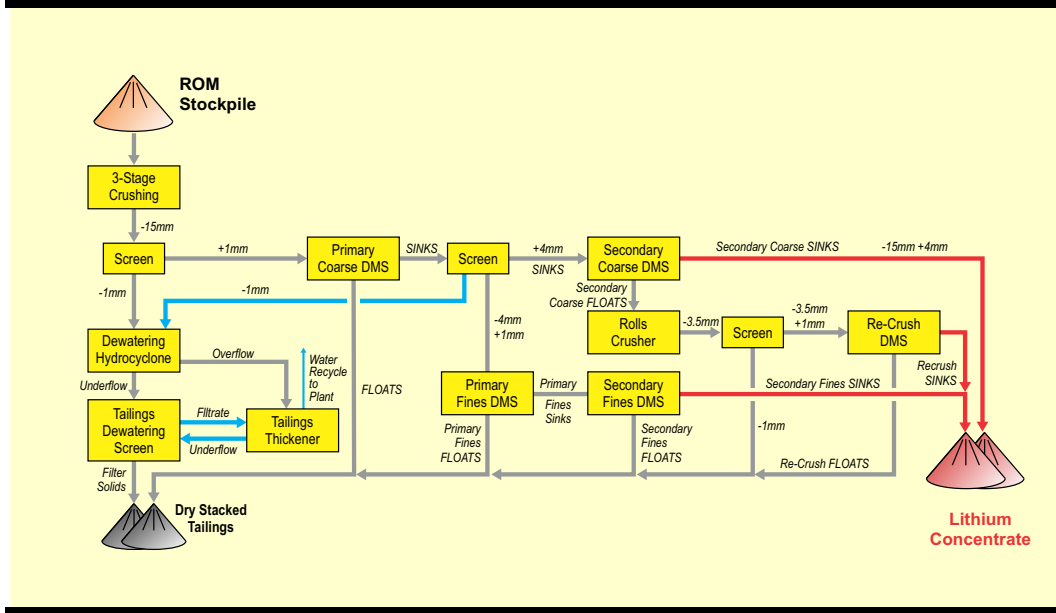 ROM
Stockpile
3-Stage
Crushing
-15mm
Screen
+1mm
Primary
Coarse DMS
SINKS
Screen
+4mm
SINKS
Secondary
Coarse DMS
Secondary Coarse SINKS
-15mm +4mm
-1mm
-1mm
Secondary
Coarse FLOATS
-4mm
+1mm
Rolls
Crusher
-3.5mm
Screen
-3.5mm
+1mm
Re-Crush
DMS
Dewatering
Hydrocyclone
Overflow
Water
Recycle
to
Plant
FLOATS
Recrush
SINKS
Underflow
Primary
Fines DMS
Primary
Fines
Sinks
Secondary
Fines DMS
Secondary Fines SINKS
Tailings
Dewatering
Screen
Flltrate
Underflow
Tailings
Thickener
Primary
Fines
FLOATS
Secondary
Fines
FLOATS
-1mm
Re-Crush FLOATS
Filter
Solids
Dry Stacked
Tailings
Lithium
Concentrate